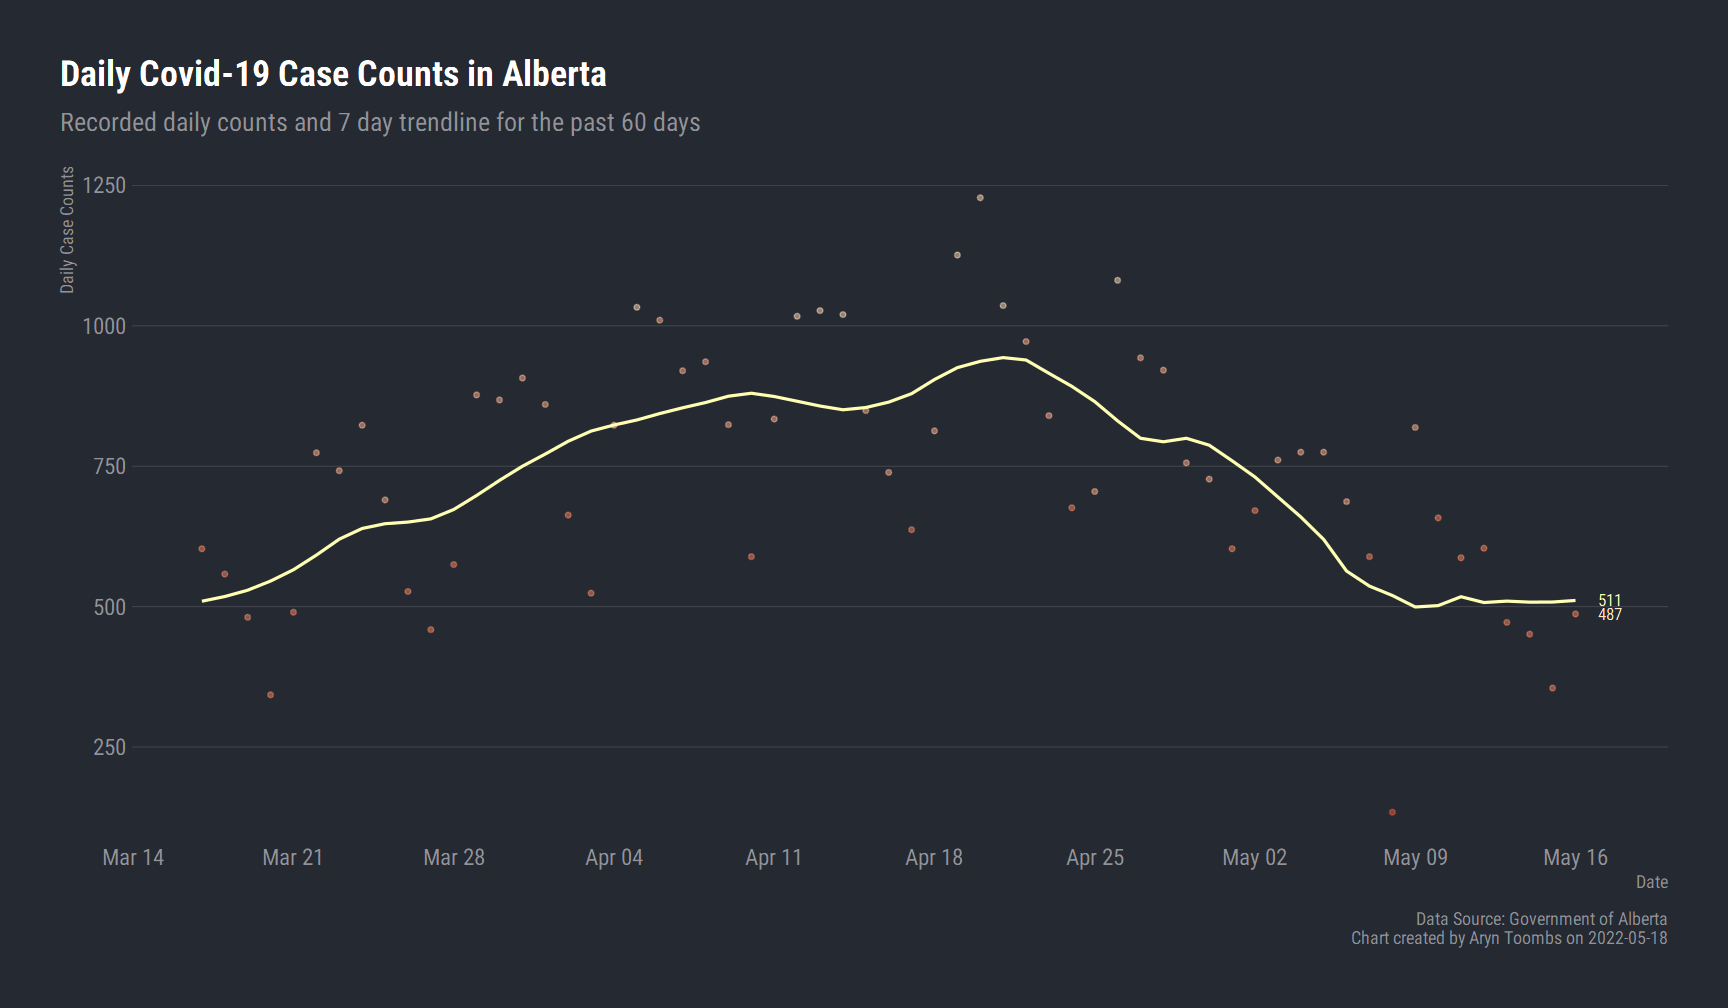 Daily Covid-19 Case Counts in Alberta
Recorded daily counts and 7 day trendline for the past 60 days
Daily Case Counts
1250
1000
750
500
250
511
487
Mar 14
Mar 21
Mar 28
Apr 04
Apr 11
Apr 18
Apr 25
May 02
May 09
May 16
Date
Data Source: Government of Alberta
Chart created by Aryn Toombs on 2022-05-18